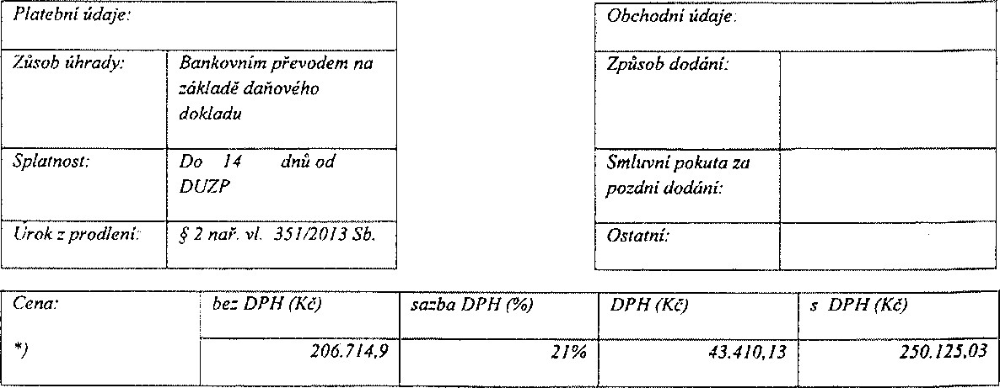 Platební údaje:
Zůsob úhrady: Bankovním převodem na
základě daňového
dokladu
Splatnost: Do 14 dnů od
DUZP
Úrok z prodlení: § 2 nař. vl. 351/2013 Sb.
Obchodní údaje:
Způsob dodání:
Smluvní pokuta za
pozdní dodání:
Ostatní:
Cena: bez DPH (Kč) sazba DPH (%) DPH (Kč) s DPH (Kč)
*) 206.714,9 21% 43.410,13 250.125,03